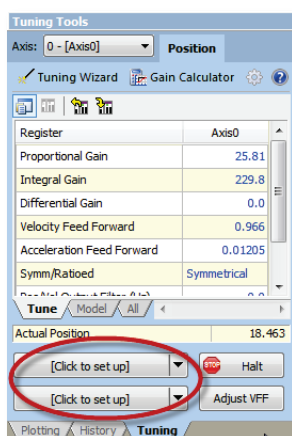 Tuning Tools
Axis: 0 - [Axis0] Position
Tuning Wizard Gain Calculator
Register Axis0
Proportional Gain 25.81
Integral Gain 229.8
Differential Gain 0.0
Velocity Feed Forward 0.966
Acceleration Feed Forward 0.01205
Symm/Ratioed Symmetrical
Tune Model All
Actual Position 18.463
[Click to set up] STOP Halt
[Click to set up] Adjust VFF
Plotting History Tuning